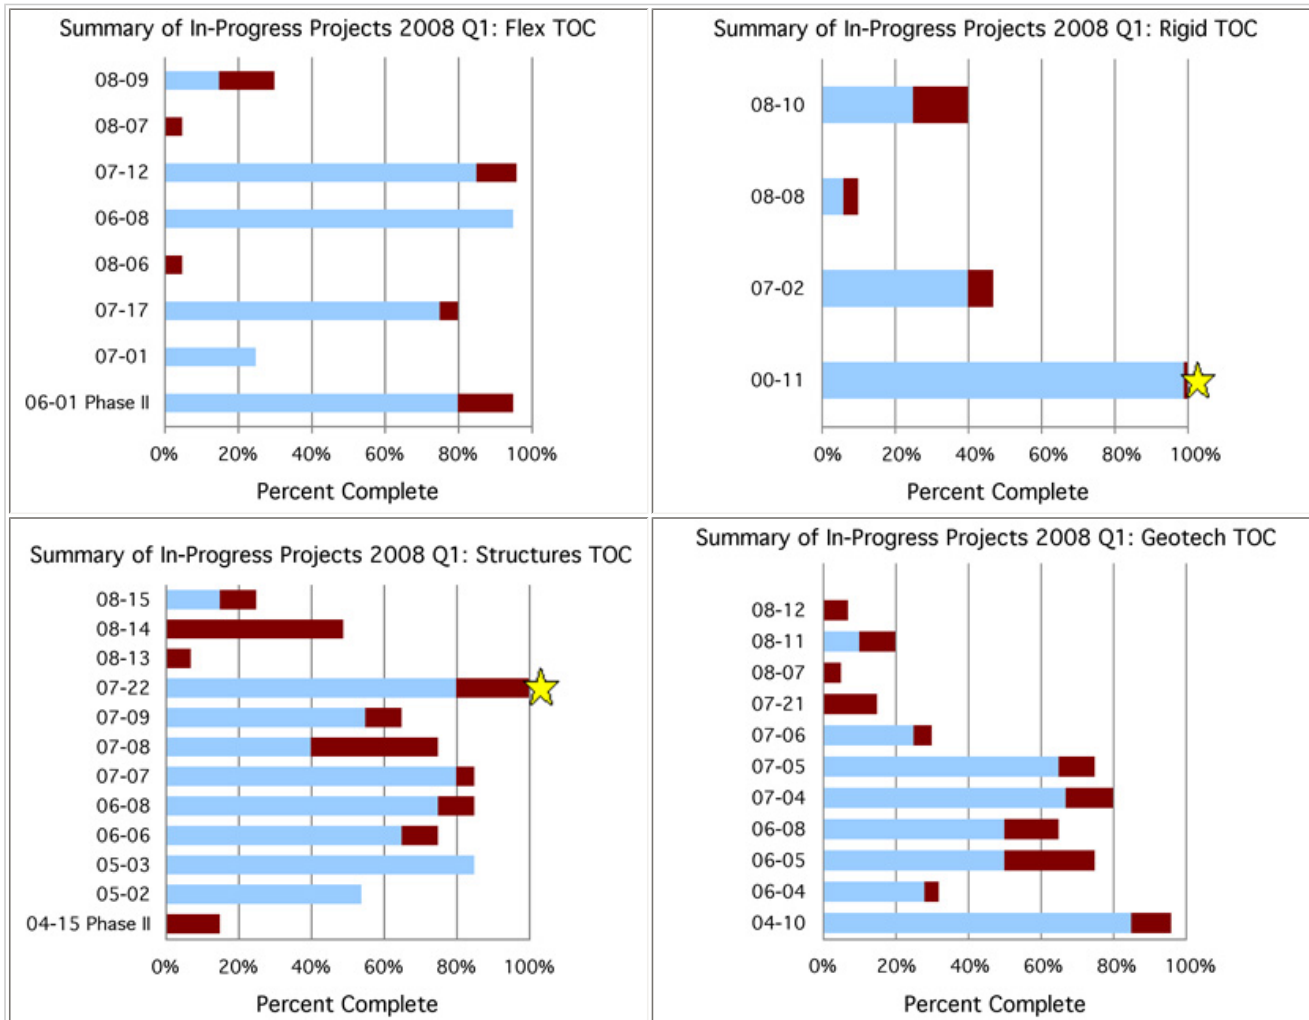 Summary of In-Progress Projects 2008 Q1: Flex TOC
08-09
08-07
07-12
06-08
08-06
07-17
07-01
06-01 Phase II
0% 20% 40% 60% 80% 100%
Percent Complete
Summary of In-Progress Projects 2008 Q1: Rigid TOC
08-10
08-08
07-02
00-11
0% 20% 40% 60% 80% 100%
Percent Complete
Summary of In-Progress Projects 2008 Q1: Structures TOC
08-15
08-14
08-13
07-22
07-09
07-08
07-07
06-08
06-06
05-03
05-02
04-15 Phase II
0% 20% 40% 60% 80% 100%
Percent Complete
Summary of In-Progress Projects 2008 Q1: Geotech TOC
08-12
08-11
08-07
07-21
07-06
07-05
07-04
06-08
06-05
06-04
04-10
0% 20% 40% 60% 80% 100%
Percent Complete